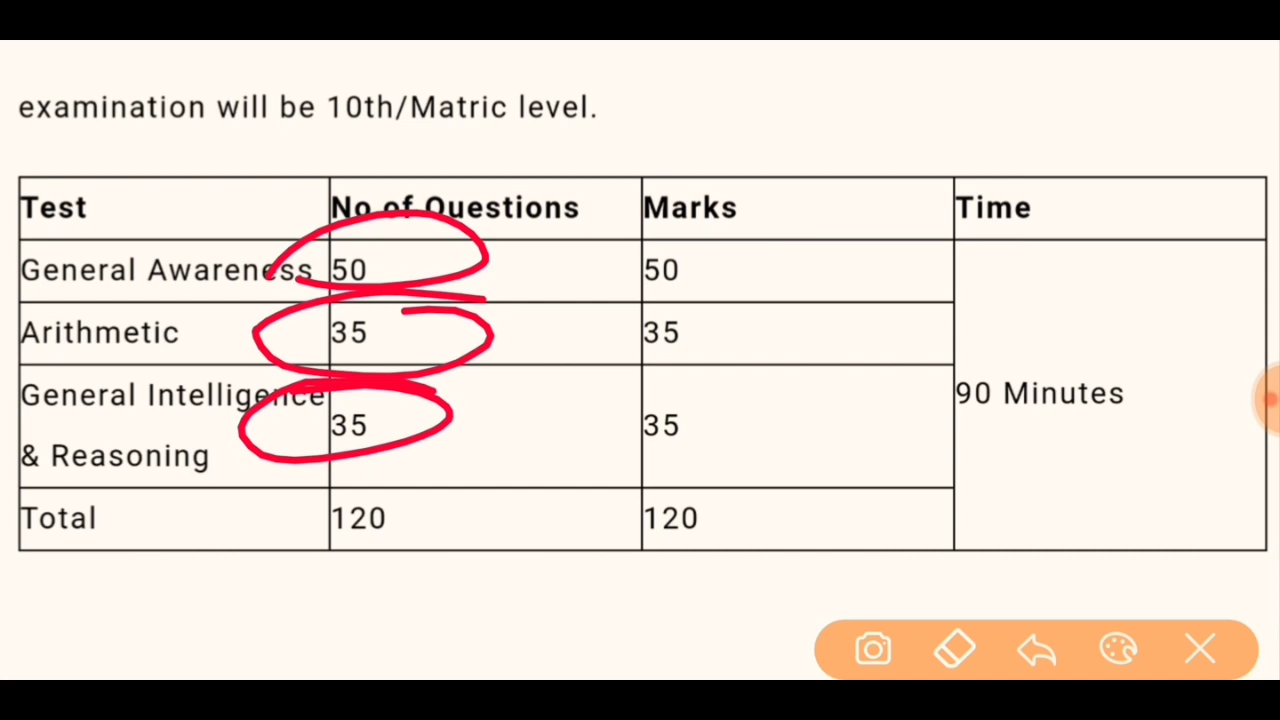 examination will be 10th/Matric level.
Test No of Questions Marks Time
General Awareness 50 50
Arithmetic 35 35
General Intelligence
& Reasoning 35 35
90 Minutes
Total 120 120